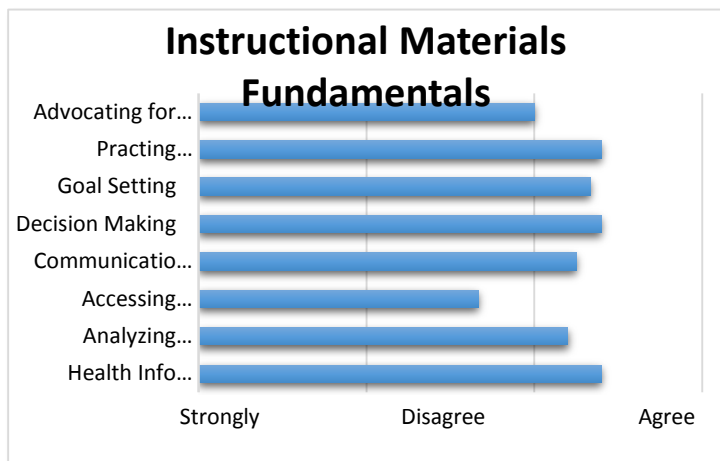 Instructional Materials
Fundamentals
Advocating for...
Practing...
Goal Setting
Decision Making
Communicatio...
Accessing...
Analyzing...
Health Info...
Strongly Disagree Agree